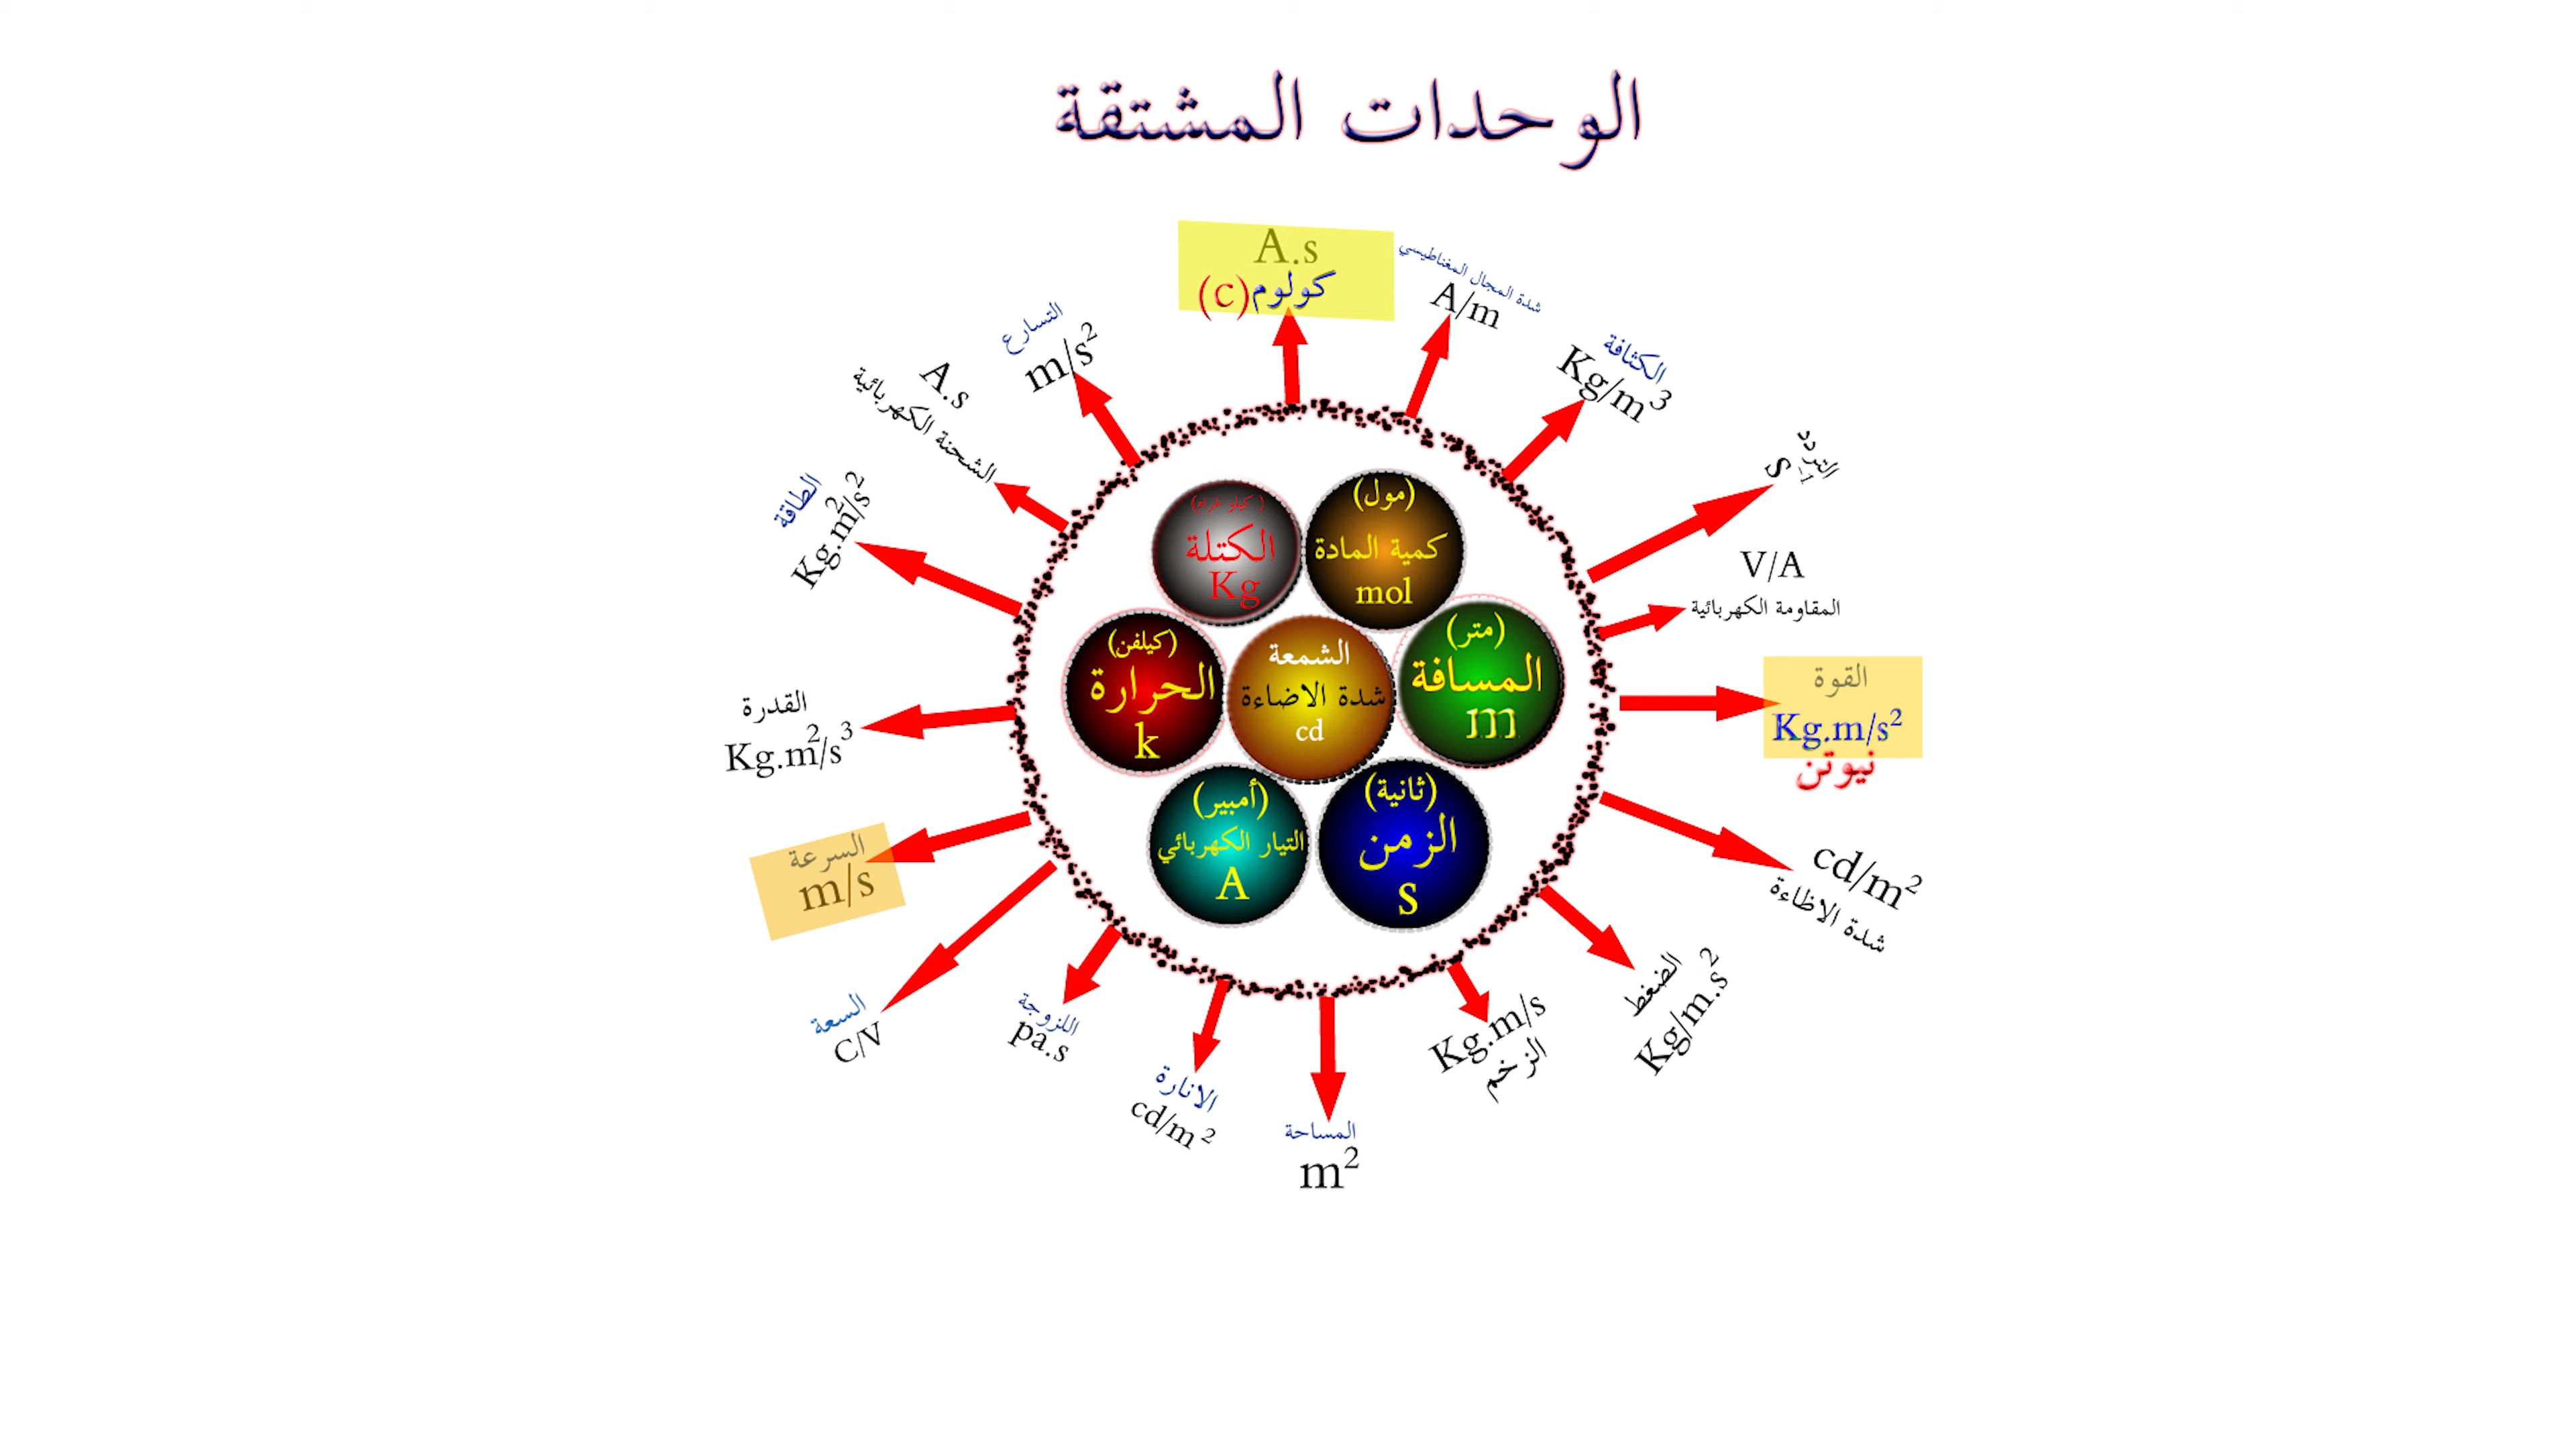 الوحدات المشتقة
A.s
كولوم(C)
شدة المجال المغناطيسي
A/m
الكثافة
Kg/m³
التردد
S⁻¹
V/A
المقاومة الكهربائية
القوة
Kg.m/s²
نيوتن
cd/m²
شدة الاظاءة
الضغط
Kg/m.s²
Kg.m/s
الزخم
المساحة
m²
الانارة
cd/m²
اللزوجة
pa.s
السعة
C/V
السرعة
m/s
القدرة
Kg.m²/s³
الطاقة
Kg.m²/s²
A.s
الشحنة الكهربائية
التسارع
m/s²
(كيلو غرام)
الكتلة
Kg
(مول)
كمية المادة
mol
(متر)
المسافة
m
(ثانية)
الزمن
s
(أمبير)
التيار الكهربائي
A
(كيلفن)
الحرارة
k
الشمعة
شدة الاضاءة
cd